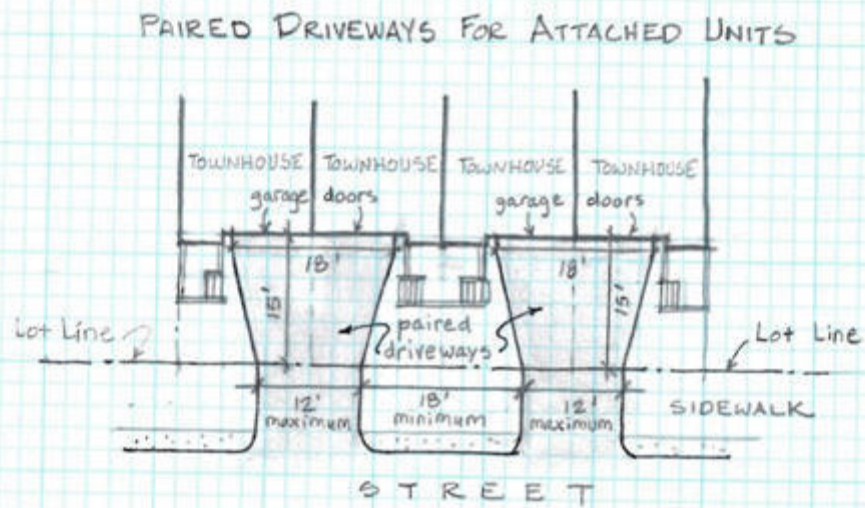 PAIRED DRIVEWAYS FOR ATTACHED UNITS
TOWNHOUSE TOWNHOUSE TOWNHOUSE TOWNHOUSE
garage doors garage doors
18' 18'
15' 15'
Lot Line paired driveways Lot Line
12' maximum 18' minimum 12' maximum SIDEWALK
STREET